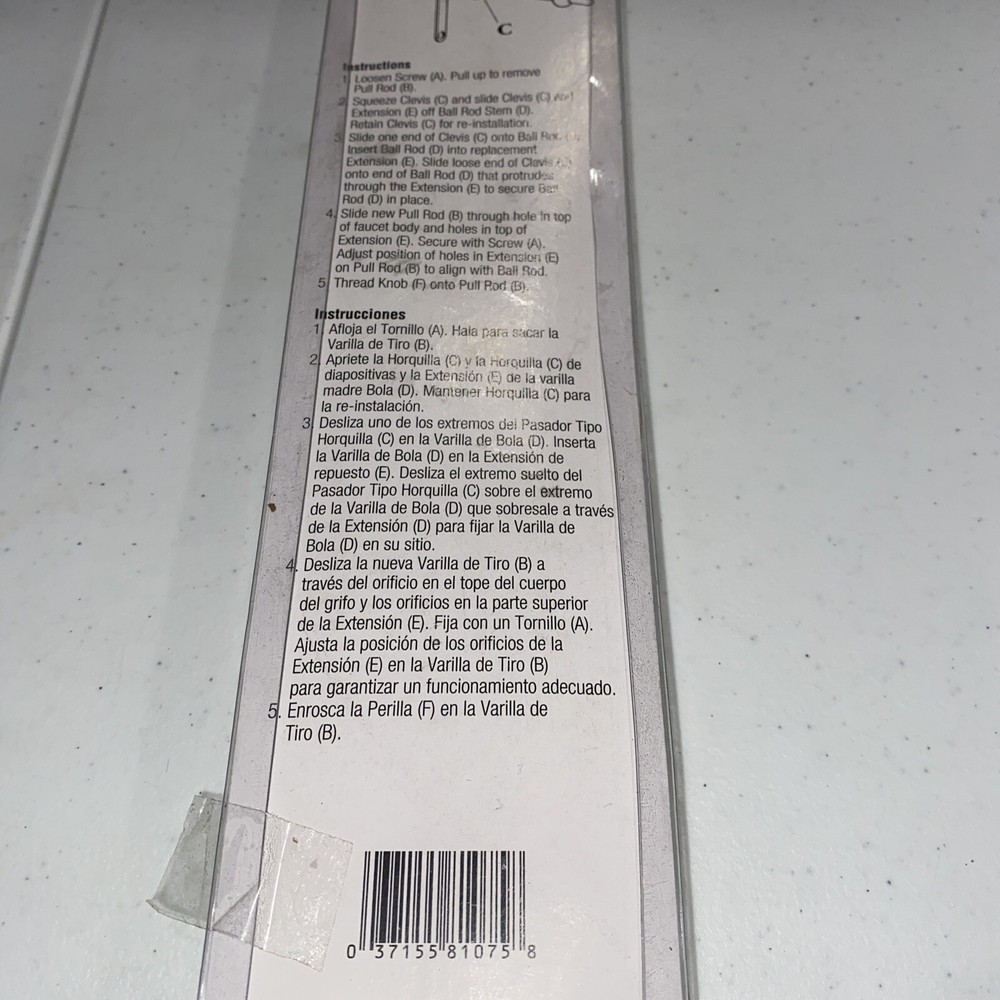 C
Instructions
1. Loosen Screw (A). Pull up to remove
Pull Rod (B).
2. Squeeze Clevis (C) and slide Clevis (C) and
Extension (E) off Ball Rod Stem (D).
Retain Clevis (C) for re-installation.
3. Slide one end of Clevis (C) onto Ball
Insert Ball Rod (D) into replacement
Extension (E). Slide loose end of Clevis
onto end of Ball Rod (D) that protrudes
through the Extension (E) to secure Ball
Rod (D) in place.
4. Slide new Pull Rod (B) through hole in top
of faucet body and holes in top of
Extension (E). Secure with Screw (A).
Adjust position of holes in Extension (E)
on Pull Rod (B) to align with Ball Rod.
5. Thread Knob (F) onto Pull Rod (B).
Instrucciones
1. Afloja el Tornillo (A). Hala para sacar la
Varilla de Tiro (B).
2. Apriete la Horquilla (C) y la Horquilla (C) de
diapositivas y la Extensión (E) de la varilla
madre Bola (D). Mantener Horquilla (C) para
la re-instalación.
3. Desliza uno de los extremos del Pasador Tipo
Horquilla (C) en la Varilla de Bola (D). Inserta
la Varilla de Bola (D) en la Extensión de
repuesto (E). Desliza el extremo suelto del
Pasador Tipo Horquilla (C) sobre el extremo
de la Varilla de Bola (D) que sobresale a través
de la Extensión (D) para fijar la Varilla de
Bola (D) en su sitio.
4. Desliza la nueva Varilla de Tiro (B) a
través del orificio en el tope del cuerpo
del grifo y los orificios en la parte superior
de la Extensión (E). Fija con un Tornillo (A).
Ajusta la posición de los orificios de la
Extensión (E) en la Varilla de Tiro (B)
para garantizar un funcionamiento adecuado.
5. Enrosca la Perilla (F) en la Varilla de
Tiro (B).
0 37155 81075 8